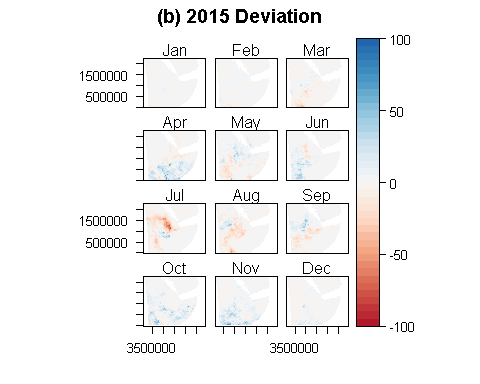 (b) 2015 Deviation
Jan Feb Mar
1500000
500000
Apr May Jun
Jul Aug Sep
1500000
500000
Oct Nov Dec
3500000 3500000
100
50
0
-50
-100